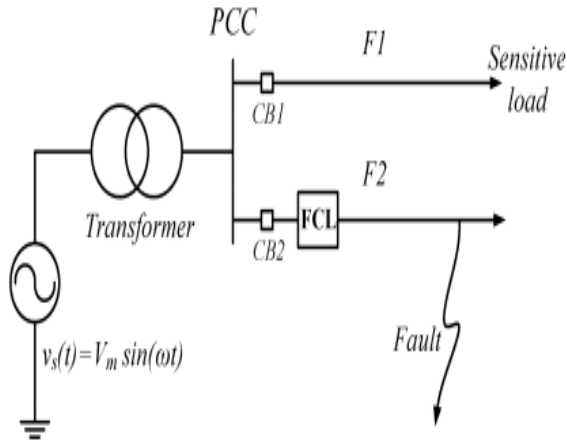 PCC
F1
Sensitive
load
CB1
F2
Transformer
FCL
CB2
Fault
vs(t)=Vm sin(ωt)